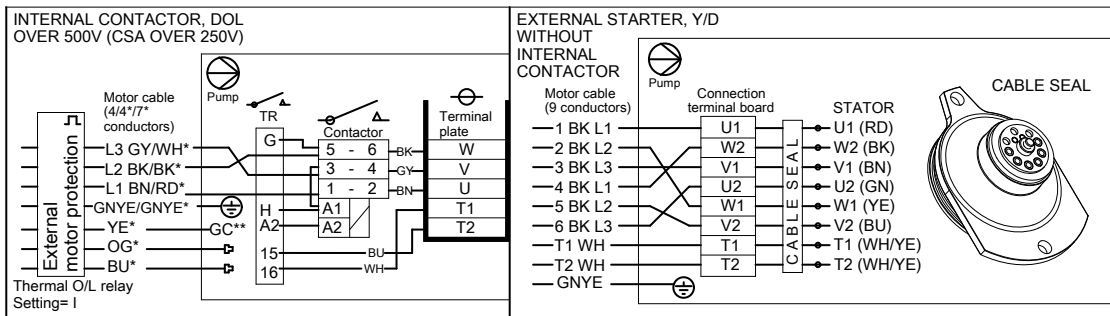 INTERNAL CONTACTOR, DOL
OVER 500V (CSA OVER 250V)
Pump
Motor cable
(4/4*/7*
conductors)
TR
Contactor
Terminal
plate
External
motor protection
L3 GY/WH*
L2 BK/BK*
L1 BN/RD*
GNYE/GNYE*
YE*
GC**
OG*
BU*
G
H
A2
15
16
5 - 6
3 - 4
1 - 2
A1
A2
BK
GY
BN
BU
WH
W
V
U
T1
T2
Thermal O/L relay
Setting= I
EXTERNAL STARTER, Y/D
WITHOUT
INTERNAL
CONTACTOR
Pump
Motor cable
(9 conductors)
Connection
terminal board
STATOR
CABLE SEAL
1 BK L1
2 BK L2
3 BK L3
4 BK L1
5 BK L2
6 BK L3
T1 WH
T2 WH
GNYE
U1
W2
V1
U2
W1
V2
T1
T2
CABLE SEAL
U1 (RD)
W2 (BK)
V1 (BN)
U2 (GN)
W1 (YE)
V2 (BU)
T1 (WH/YE)
T2 (WH/YE)